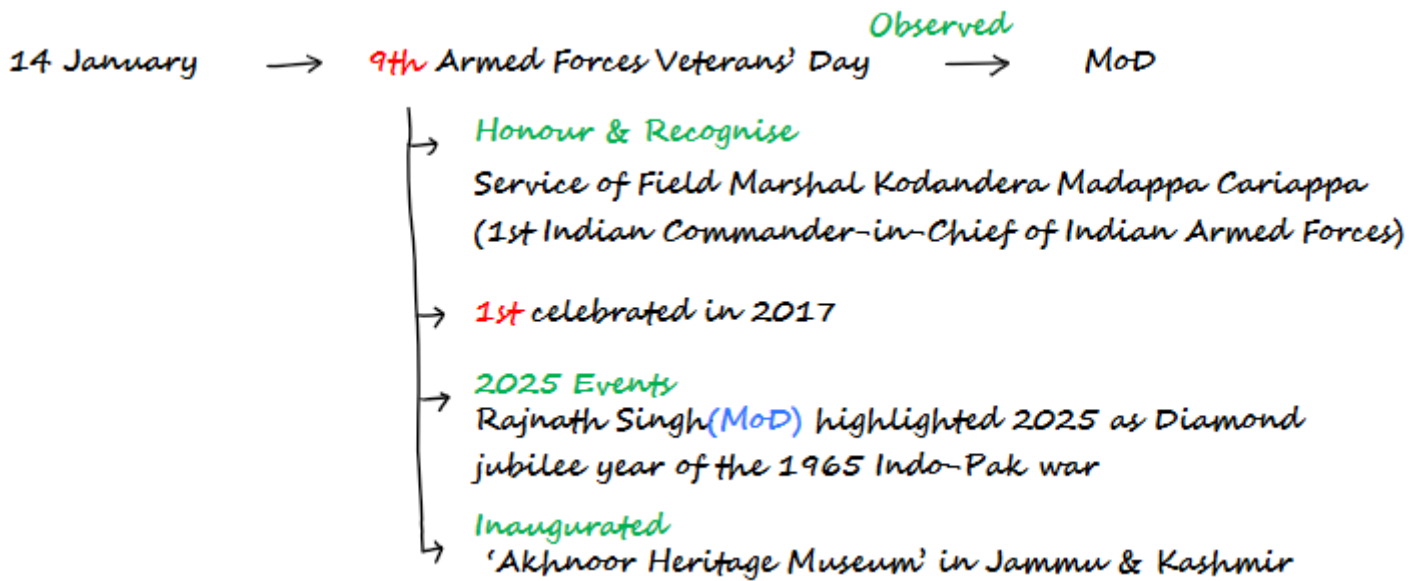 Observed
14 January → 9th Armed Forces Veterans' Day → MoD
Honour & Recognise
Service of Field Marshal Kodandera Madappa Cariappa
(1st Indian Commander-in-Chief of Indian Armed Forces)
1st celebrated in 2017
2025 Events
Rajnath Singh(MoD) highlighted 2025 as Diamond
jubilee year of the 1965 Indo-Pak war
Inaugurated
'Akhnoor Heritage Museum' in Jammu & Kashmir